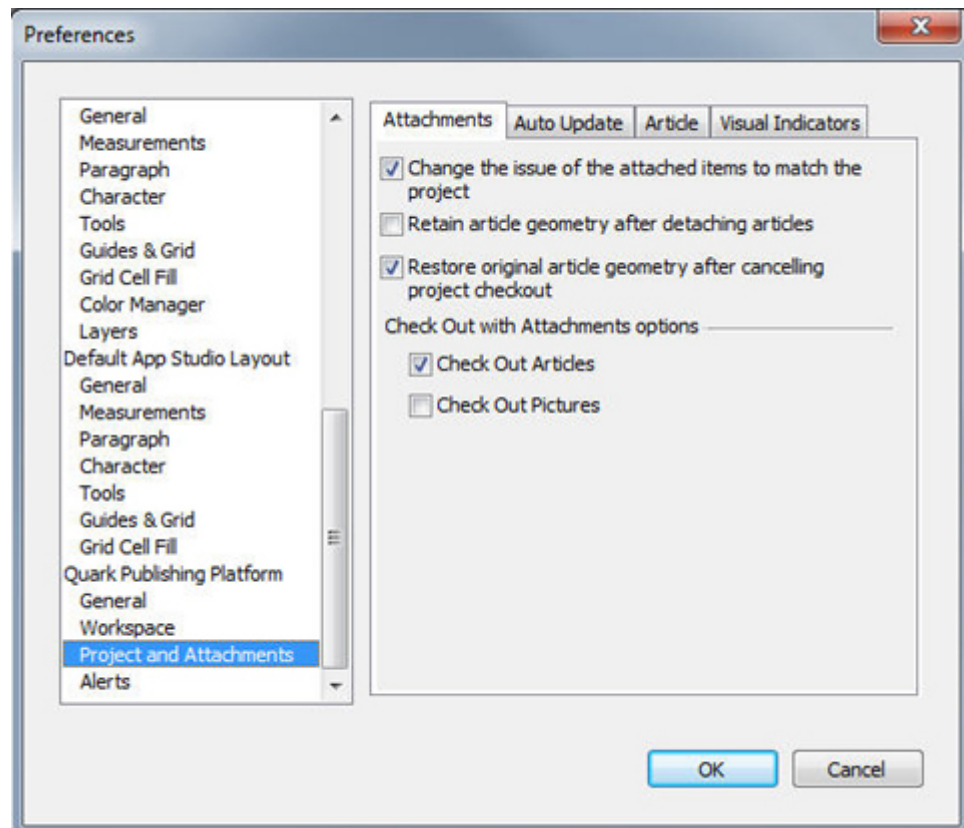 Preferences
General
Measurements
Paragraph
Character
Tools
Guides & Grid
Grid Cell Fill
Color Manager
Layers
Default App Studio Layout
General
Measurements
Paragraph
Character
Tools
Guides & Grid
Grid Cell Fill
Quark Publishing Platform
General
Workspace
Project and Attachments
Alerts
Attachments Auto Update Article Visual Indicators
Change the issue of the attached items to match the
project
Retain article geometry after detaching articles
Restore original article geometry after cancelling
project checkout
Check Out with Attachments options
Check Out Articles
Check Out Pictures
OK Cancel